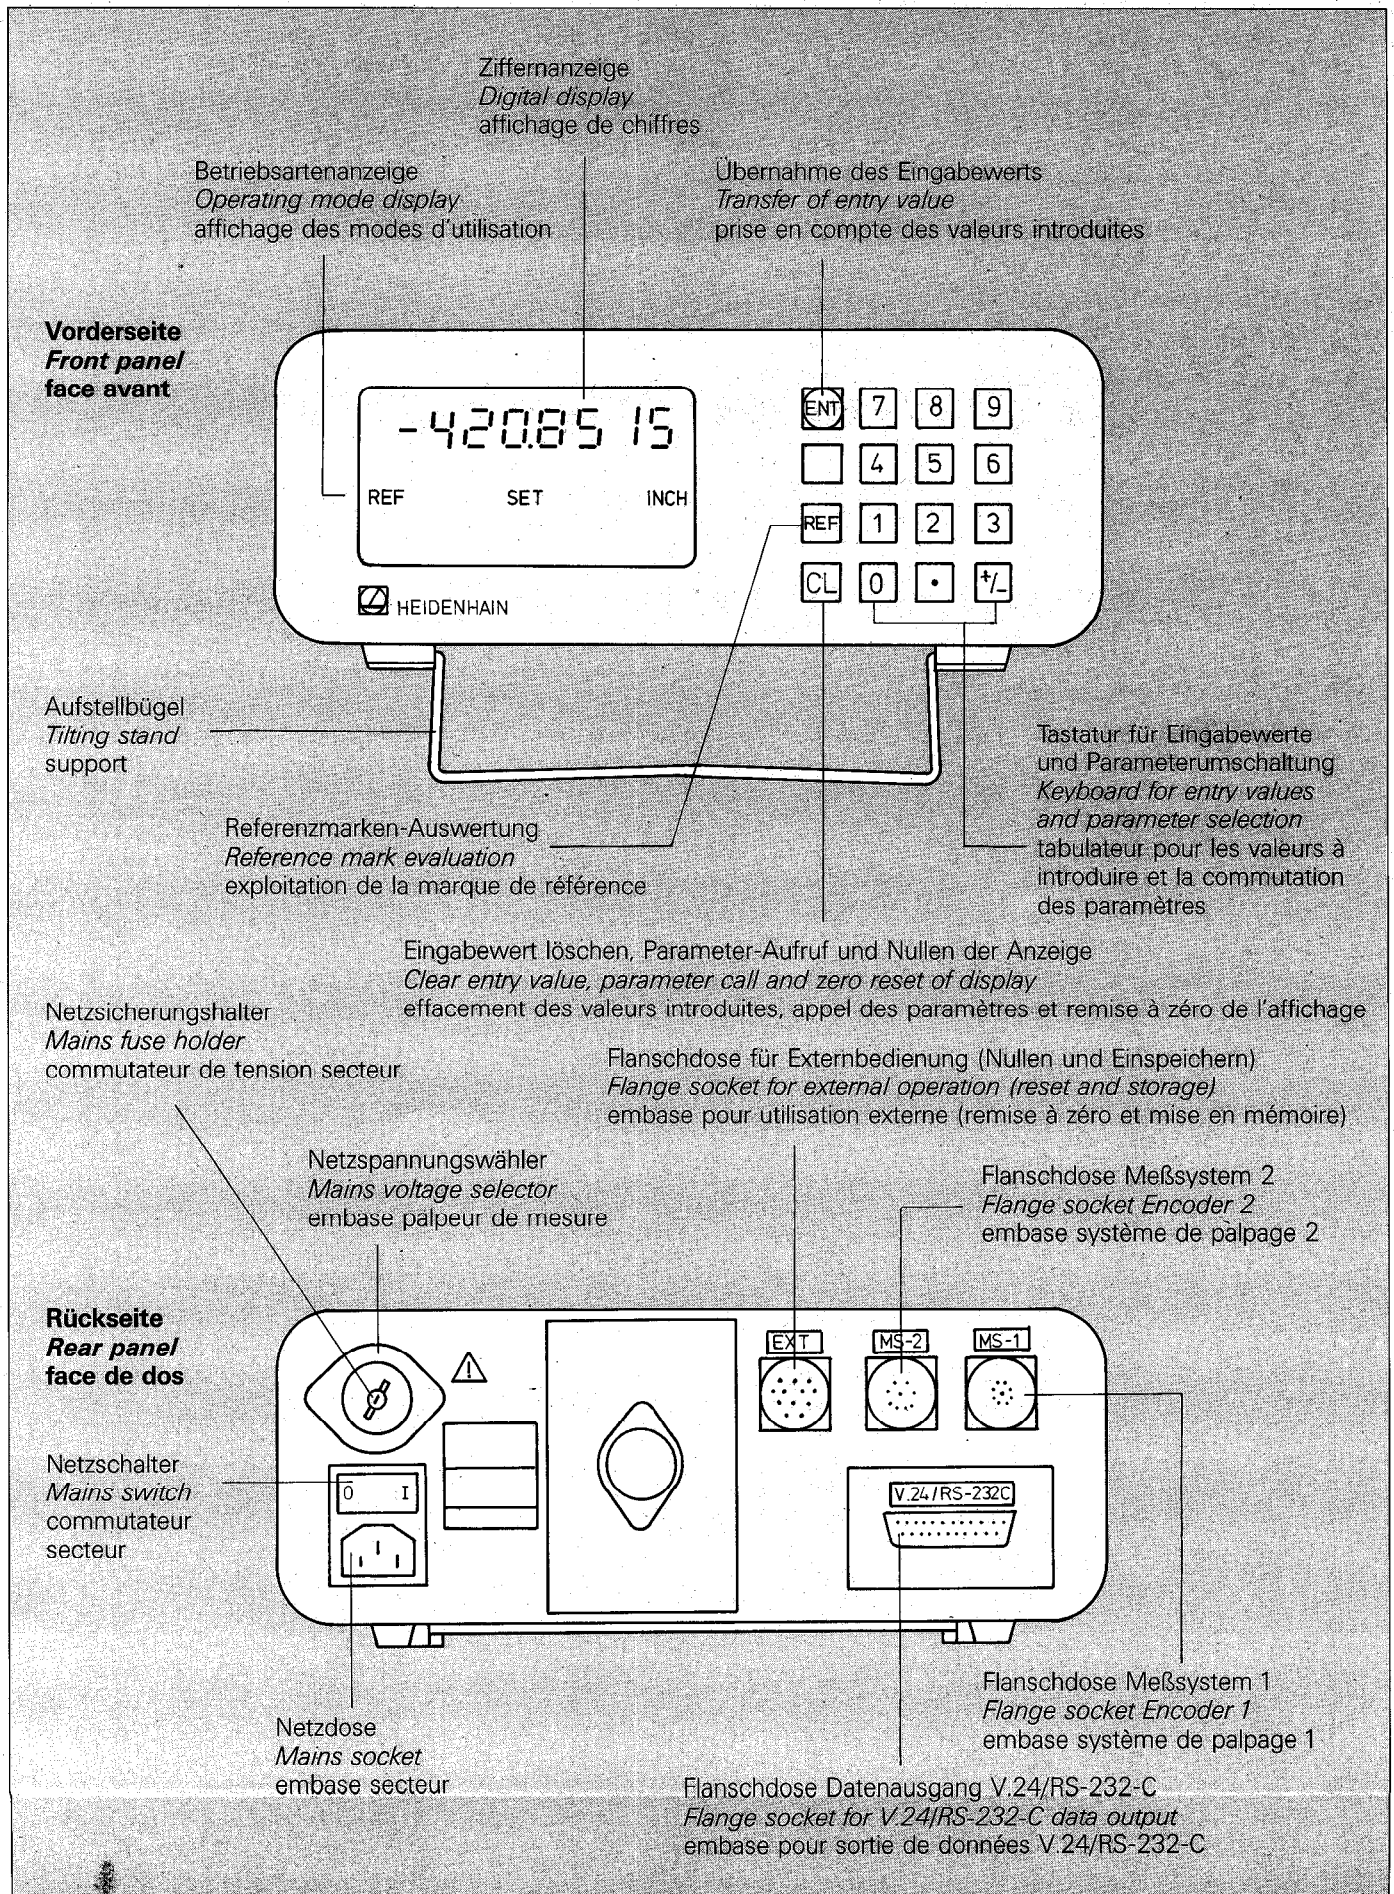 Ziffernanzeige
Digital display
affichage de chiffres
Betriebsartenanzeige
Operating mode display
affichage des modes d'utilisation
Übernahme des Eingabewerts
Transfer of entry value
prise en compte des valeurs introduites
Vorderseite
Front panel
face avant
-420.8515
REF SET INCH
HEIDENHAIN
ENT 7 8 9
4 5 6
REF 1 2 3
CL 0 • +/-
Aufstellbügel
Tilting stand
support
Tastatur für Eingabewerte
und Parameterumschaltung
Keyboard for entry values
and parameter selection
tabulateur pour les valeurs à
introduire et la commutation
des paramètres
Referenzmarken-Auswertung
Reference mark evaluation
exploitation de la marque de référence
Eingabewert löschen, Parameter-Aufruf und Nullen der Anzeige
Clear entry value, parameter call and zero reset of display
effacement des valeurs introduites, appel des paramètres et remise à zéro de l'affichage
Netzsicherungshalter
Mains fuse holder
commutateur de tension secteur
Flanschdose für Externbedienung (Nullen und Einspeichern)
Flange socket for external operation (reset and storage)
embase pour utilisation externe (remise à zéro et mise en mémoire)
Netzspannungswähler
Mains voltage selector
embase palpeur de mesure
Flanschdose Meßsystem 2
Flange socket Encoder 2
embase système de palpage 2
Rückseite
Rear panel
face de dos
EXT MS-2 MS-1
Netzschalter
Mains switch
commutateur
secteur
0 I
V.24/RS-232C
Flanschdose Meßsystem 1
Flange socket Encoder 1
embase système de palpage 1
Netzdose
Mains socket
embase secteur
Flanschdose Datenausgang V.24/RS-232-C
Flange socket for V.24/RS-232-C data output
embase pour sortie de données V.24/RS-232-C